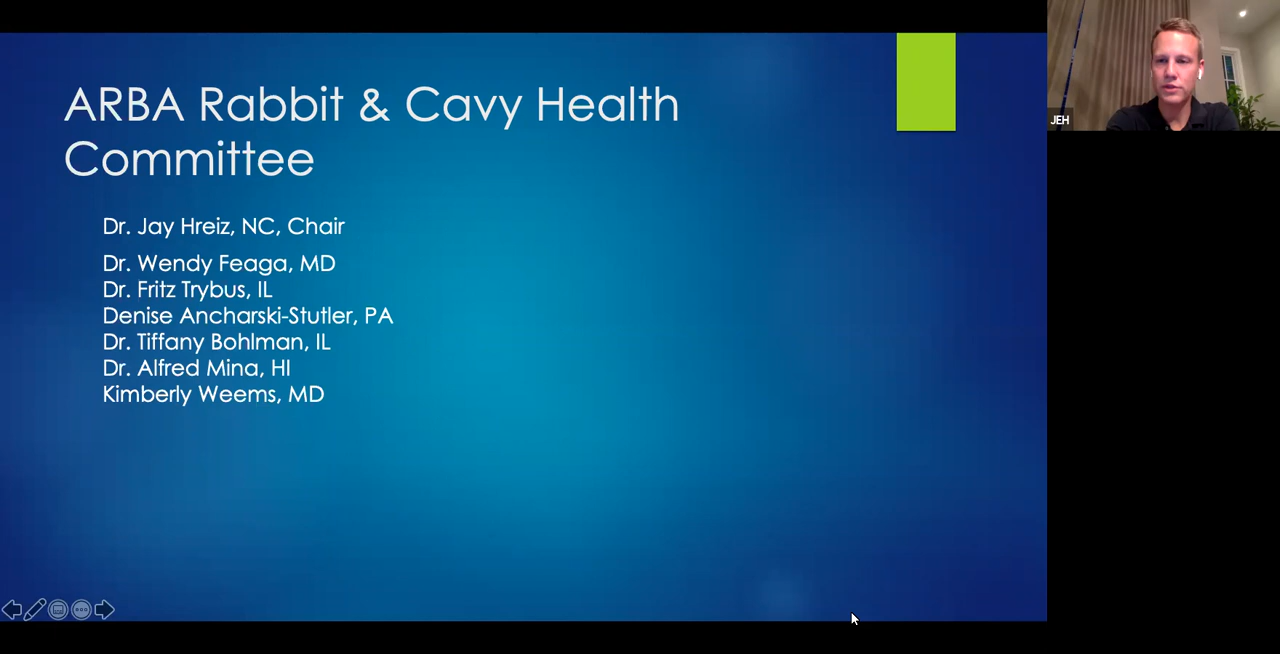 ARBA Rabbit & Cavy Health
Committee
Dr. Jay Hreiz, NC, Chair
Dr. Wendy Feaga, MD
Dr. Fritz Trybus, IL
Denise Ancharski-Stutler, PA
Dr. Tiffany Bohlman, IL
Dr. Alfred Mina, HI
Kimberly Weems, MD
JEH